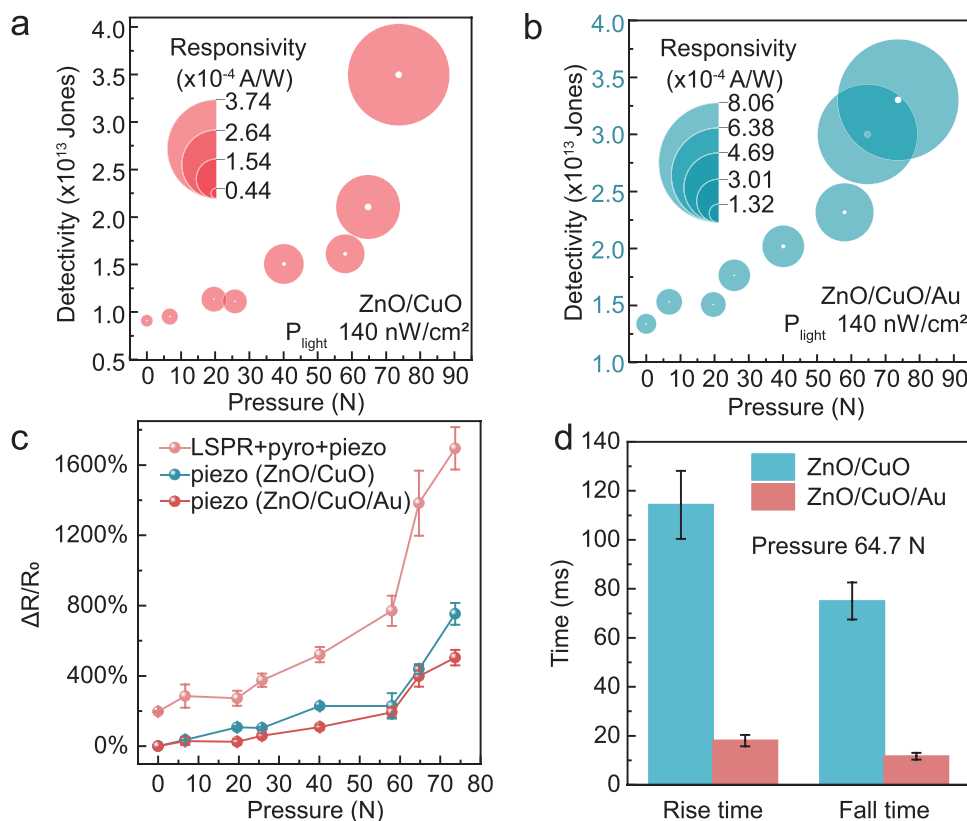 a
Detectivity (x10¹³ Jones)
4.0
3.5
3.0
2.5
2.0
1.5
1.0
0.5
Responsivity
(x10⁻⁴ A/W)
3.74
2.64
1.54
0.44
ZnO/CuO
P_light 140 nW/cm²
0 10 20 30 40 50 60 70 80 90
Pressure (N)
b
Detectivity (x10¹³ Jones)
4.0
3.5
3.0
2.5
2.0
1.5
1.0
Responsivity
(x10⁻⁴ A/W)
8.06
6.38
4.69
3.01
1.32
ZnO/CuO/Au
P_light 140 nW/cm²
0 10 20 30 40 50 60 70 80 90
Pressure (N)
c
ΔR/R₀
1600%
1200%
800%
400%
0%
LSPR+pyro+piezo
piezo (ZnO/CuO)
piezo (ZnO/CuO/Au)
0 10 20 30 40 50 60 70 80
Pressure (N)
d
Time (ms)
140
120
100
80
60
40
20
0
ZnO/CuO
ZnO/CuO/Au
Pressure 64.7 N
Rise time Fall time